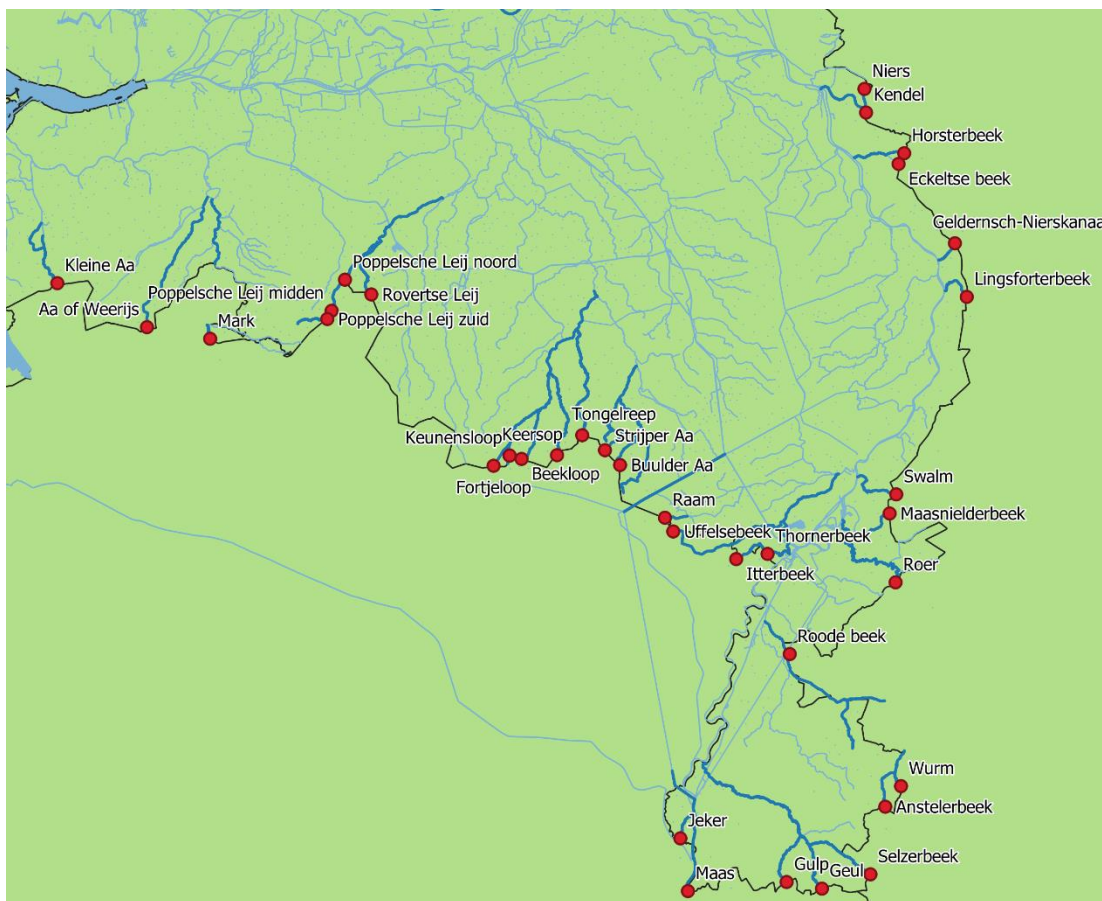 Niers
Kendel
Horsterbeek
Eckeltse beek
Geldernsch-Nierskanaa
Lingsforterbeek
Kleine Aa
Poppelsche Leij noord
Poppelsche Leij midden
Rovertse Leij
Aa of Weerijs
Mark
Poppelsche Leij zuid
Tongelreep
Keunensloop
Keersop
Strijper Aa
Beekloop
Buulder Aa
Fortjeloop
Swalm
Raam
Maasnielderbeek
Uffelsebeek
Thornerbeek
Itterbeek
Roer
Roode beek
Wurm
Anstelerbeek
Jeker
Gulp
Geul
Selzerbeek
Maas